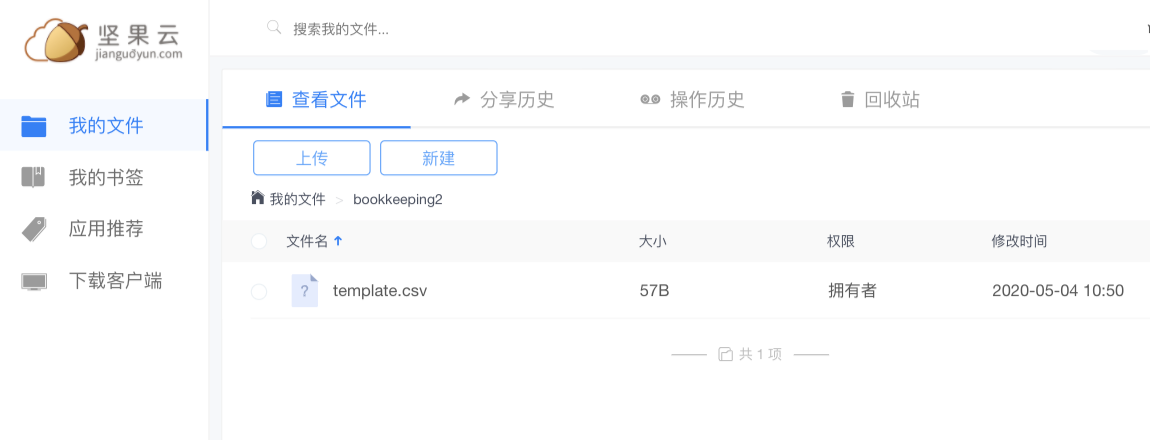 坚果云
jianguoyun.com
搜索我的文件...
我的文件
我的书签
应用推荐
下载客户端
查看文件 分享历史 操作历史 回收站
上传 新建
我的文件 > bookkeeping2
文件名 ↑ 大小 权限 修改时间
? template.csv 57B 拥有者 2020-05-04 10:50
共 1 项